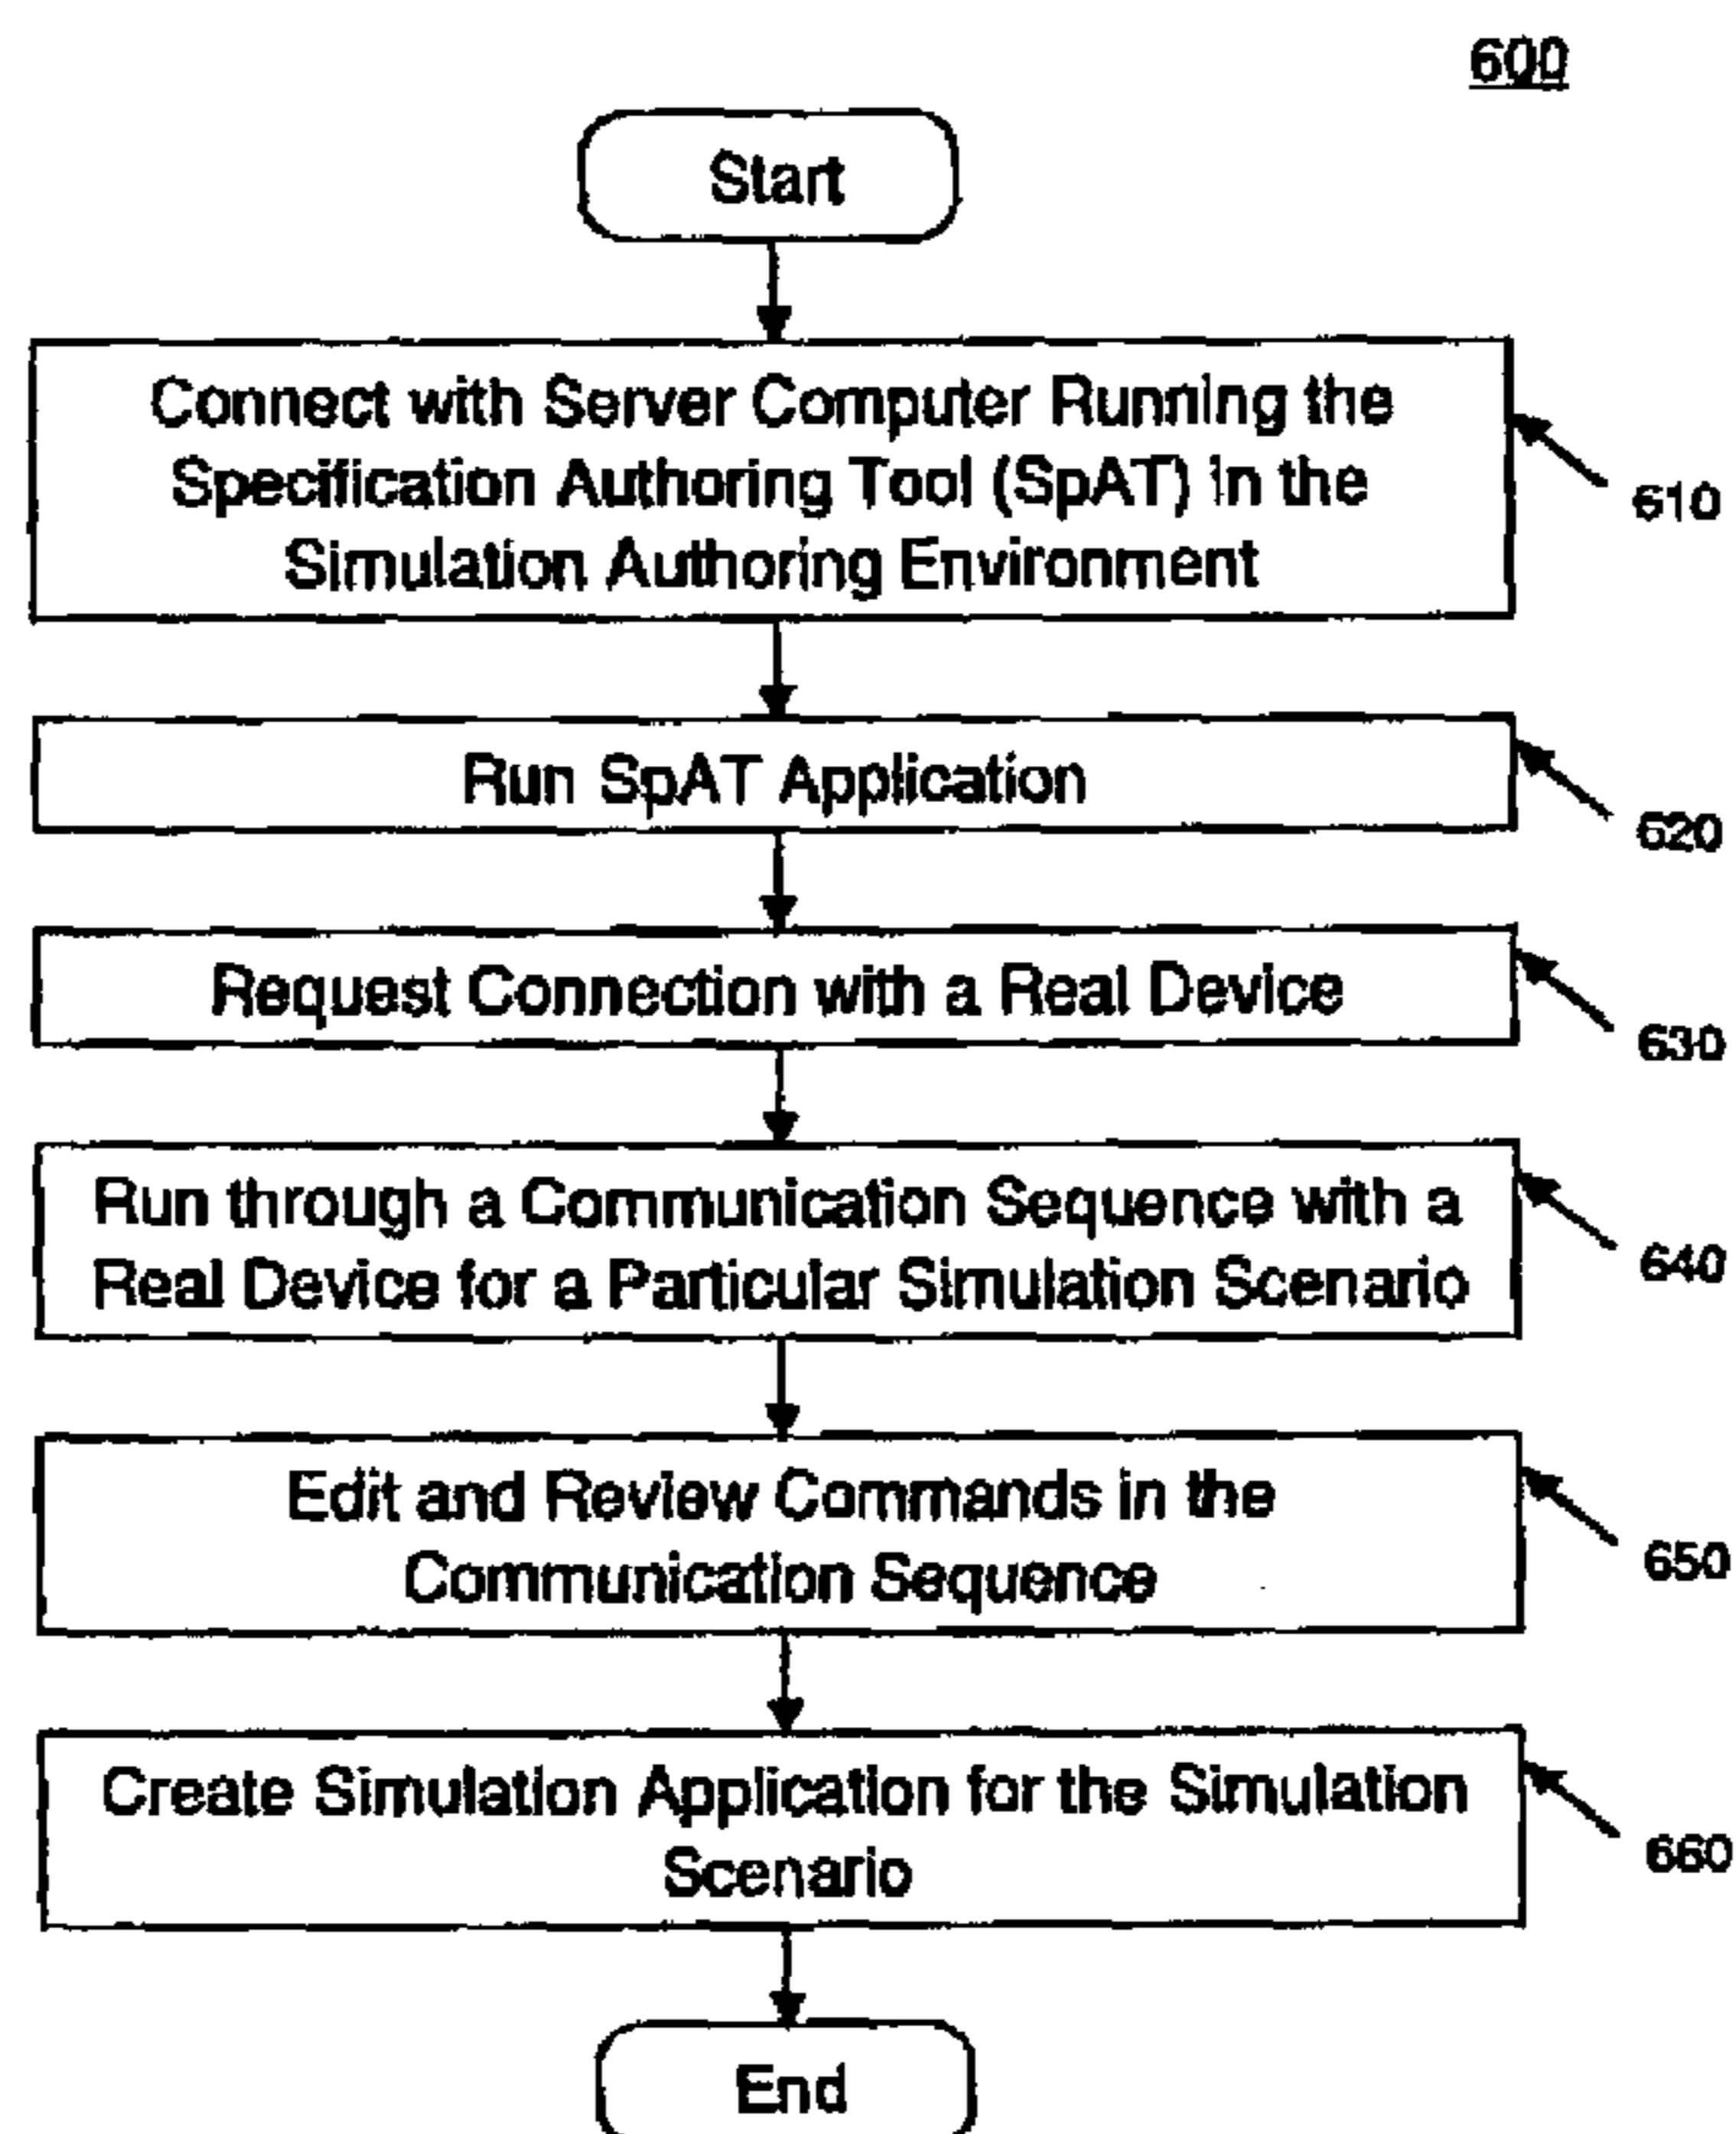 600
Start
Connect with Server Computer Running the
Specification Authoring Tool (SpAT) in the
Simulation Authoring Environment
610
Run SpAT Application
620
Request Connection with a Real Device
630
Run through a Communication Sequence with a
Real Device for a Particular Simulation Scenario
640
Edit and Review Commands in the
Communication Sequence
650
Create Simulation Application for the Simulation
Scenario
660
End